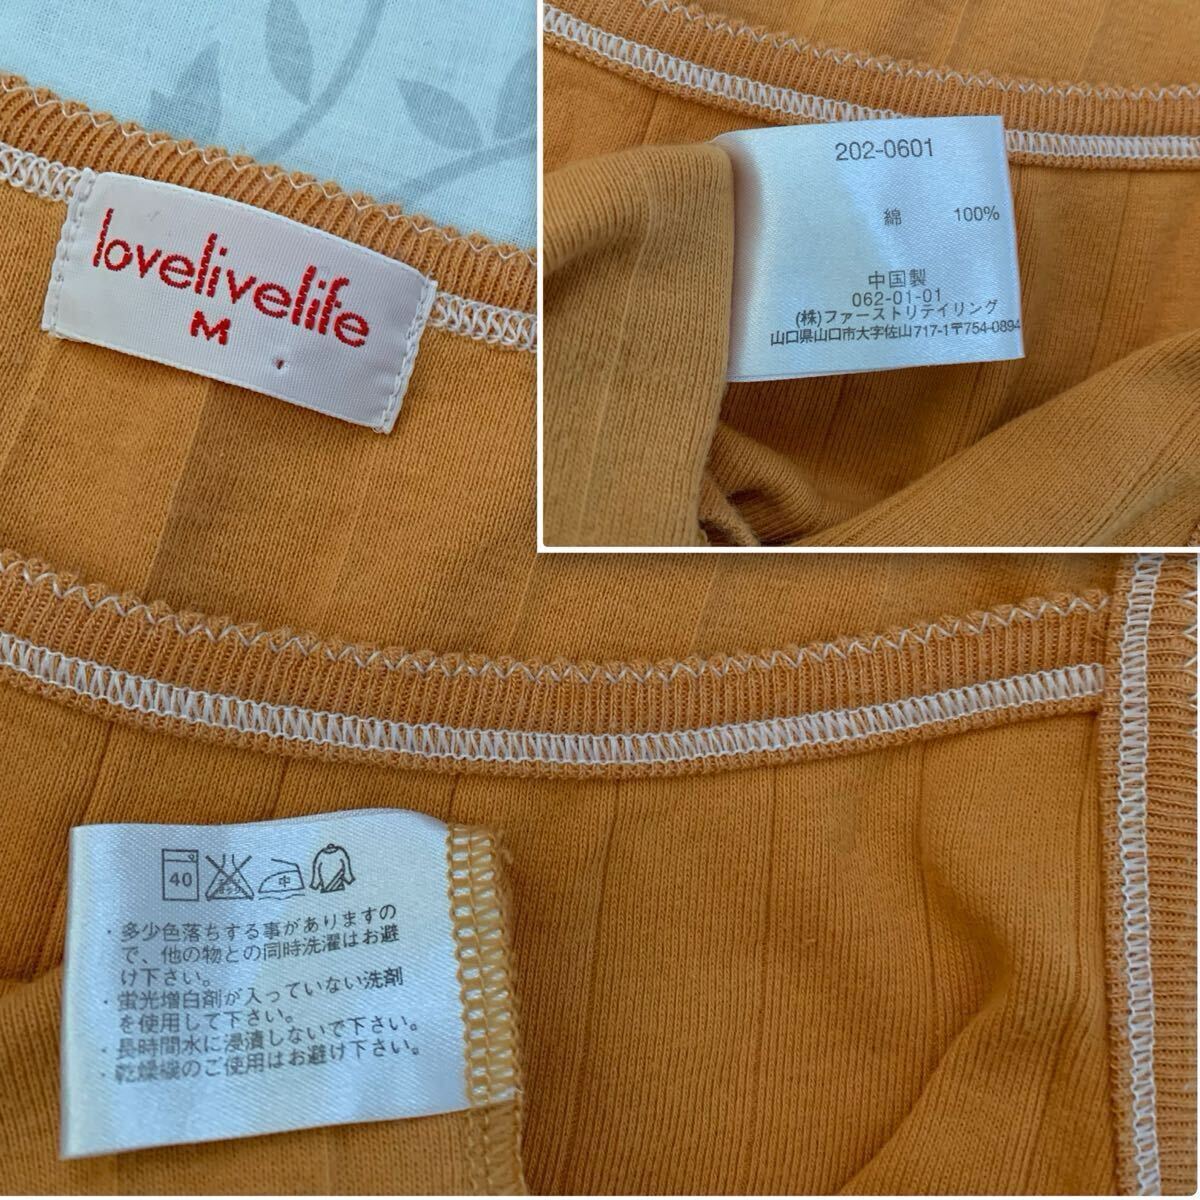 lovelivelife
M
202-0601
綿 100%
中国製
062-01-01
(株)ファーストリテイリング
山口県山口市大字佐山717-1〒754-0894
40
中
・多少色落ちする事がありますの
で、他の物との同時洗濯はお避
け下さい。
・蛍光増白剤が入っていない洗剤
を使用して下さい。
・長時間水に浸漬しないで下さい。
・乾燥機のご使用はお避け下さい。